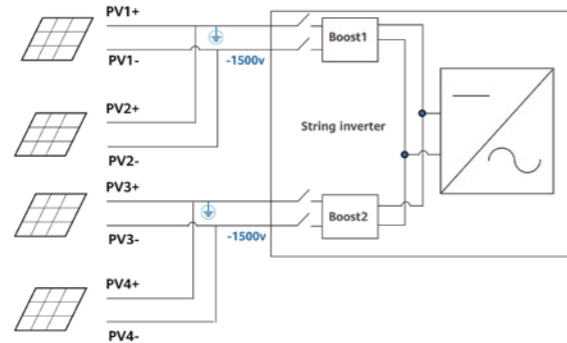 PV1+
Boost1
PV1-
-1500v
PV2+
String inverter
PV2-
PV3+
Boost2
PV3-
-1500v
PV4+
PV4-